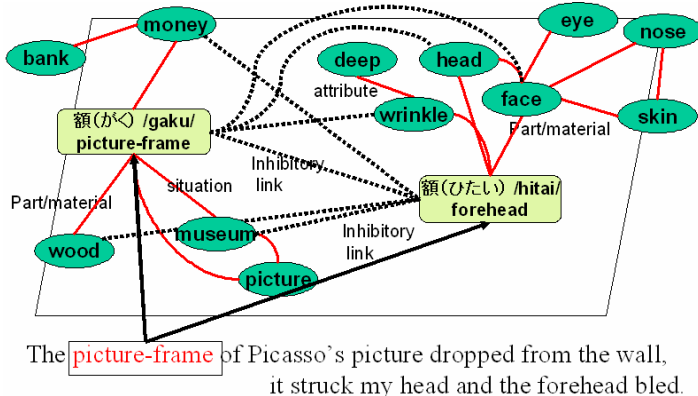 money
bank
eye
nose
deep
head
attribute
wrinkle
face
skin
Part/material
額(がく) /gaku/
picture-frame
Inhibitory
link
額(ひたい) /hitai/
forehead
situation
Part/material
wood
museum
picture
Inhibitory
link
The picture-frame of Picasso's picture dropped from the wall,
it struck my head and the forehead bled.